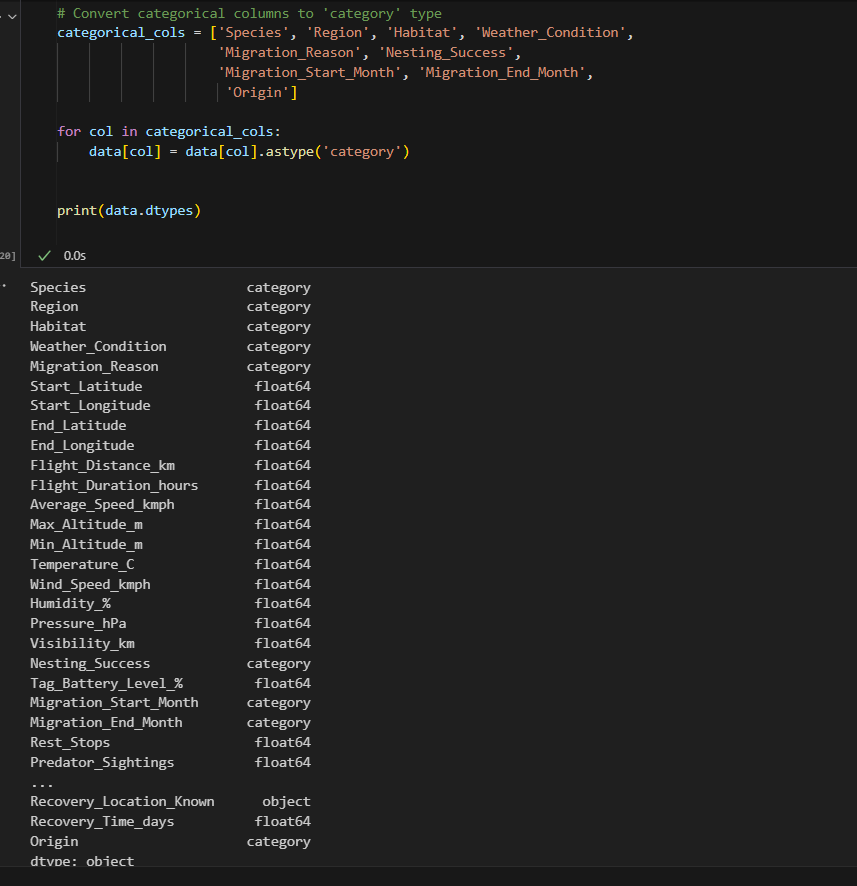 # Convert categorical columns to 'category' type
categorical_cols = ['Species', 'Region', 'Habitat', 'Weather_Condition',
'Migration_Reason', 'Nesting_Success',
'Migration_Start_Month', 'Migration_End_Month',
'Origin']
for col in categorical_cols:
data[col] = data[col].astype('category')
print(data.dtypes)
20]
0.0s
Species category
Region category
Habitat category
Weather_Condition category
Migration_Reason category
Start_Latitude float64
Start_Longitude float64
End_Latitude float64
End_Longitude float64
Flight_Distance_km float64
Flight_Duration_hours float64
Average_Speed_kmph float64
Max_Altitude_m float64
Min_Altitude_m float64
Temperature_C float64
Wind_Speed_kmph float64
Humidity_% float64
Pressure_hPa float64
Visibility_km float64
Nesting_Success category
Tag_Battery_Level_% float64
Migration_Start_Month category
Migration_End_Month category
Rest_Stops float64
Predator_Sightings float64
...
Recovery_Location_Known object
Recovery_Time_days float64
Origin category
dtype: object